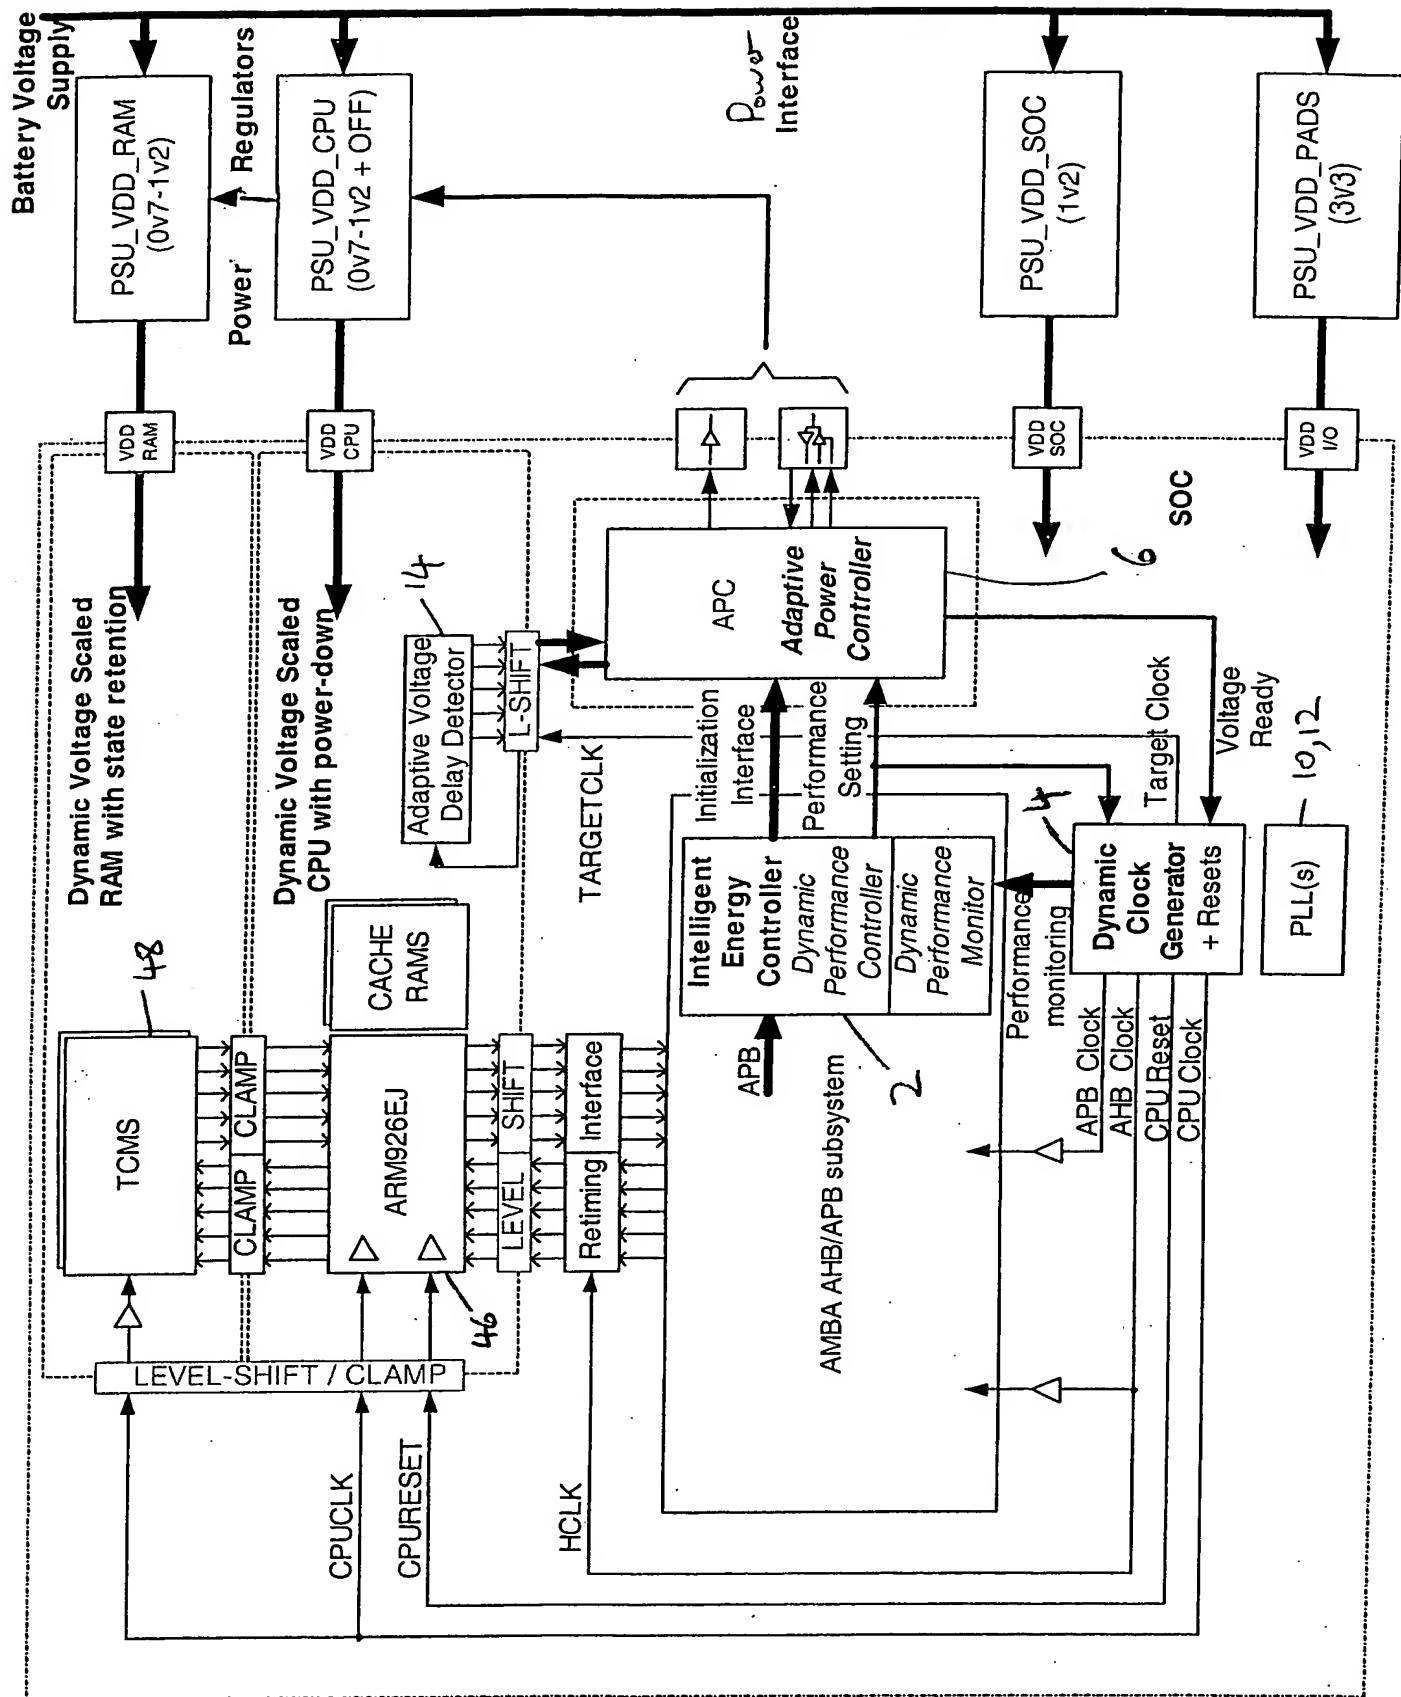 Battery Voltage
Supply
PSU_VDD_RAM
(0v7-1v2)
Power
Regulators
PSU_VDD_CPU
(0v7-1v2 + OFF)
Power
Interface
PSU_VDD_SOC
(1v2)
PSU_VDD_PADS
(3v3)
VDD
RAM
VDD
CPU
VDD
SOC
VDD
I/O
SOC
Dynamic Voltage Scaled
RAM with state retention
Dynamic Voltage Scaled
CPU with power-down
14
Adaptive Voltage
Delay Detector
L-SHIFT
APC
Adaptive
Power
Controller
6
TARGETCLK
Initialization
Interface
Performance
Setting
Target Clock
Voltage
Ready
10,12
48
TCMS
CLAMP
CLAMP
CACHE
RAMS
ARM926EJ
46
LEVEL
SHIFT
Retiming
Interface
LEVEL-SHIFT / CLAMP
Intelligent
Energy
Controller
Dynamic
Performance
Controller
Dynamic
Performance
Monitor
APB
2
AMBA AHB/APB subsystem
Performance
monitoring
4
Dynamic
Clock
Generator
+ Resets
PLL(s)
APB Clock
AHB Clock
CPU Reset
CPU Clock
CPUCLK
CPURESET
HCLK